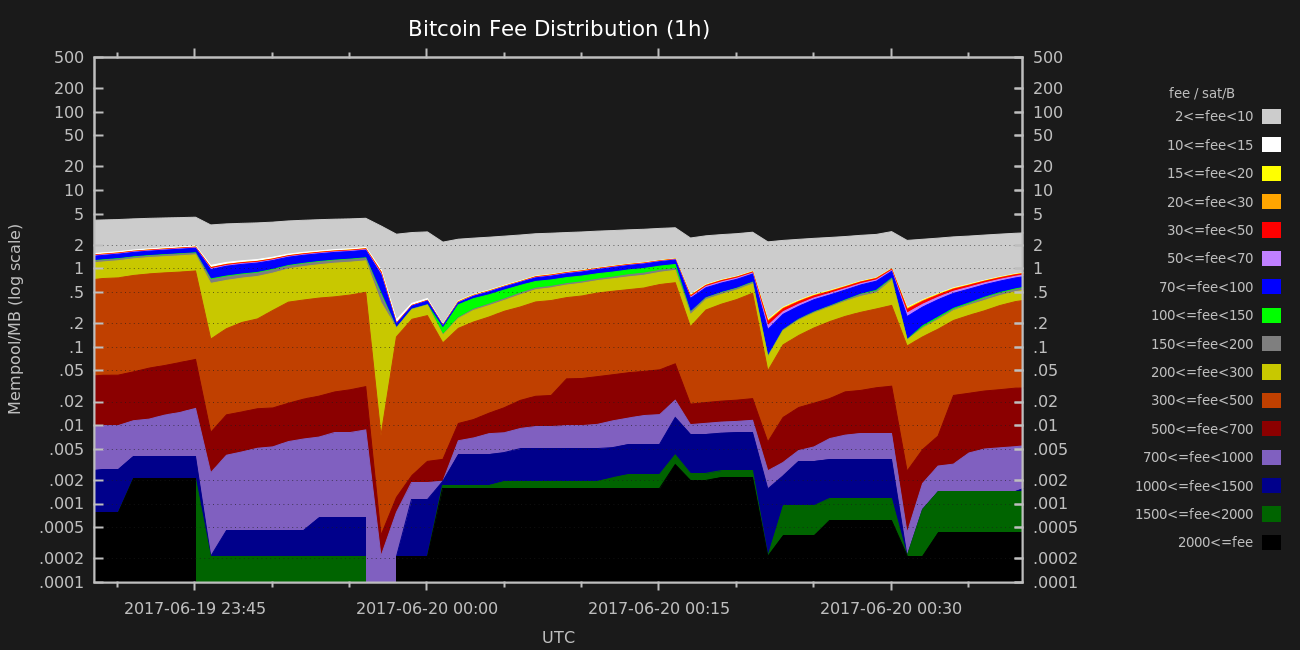 Bitcoin Fee Distribution (1h)
Mempool/MB (log scale)
500
200
100
50
20
10
5
2
1
.5
.2
.1
.05
.02
.01
.005
.002
.001
.0005
.0002
.0001
500
200
100
50
20
10
5
2
1
.5
.2
.1
.05
.02
.01
.005
.002
.001
.0005
.0002
.0001
2017-06-19 23:45
2017-06-20 00:00
2017-06-20 00:15
2017-06-20 00:30
UTC
fee / sat/B
2<=fee<10
10<=fee<15
15<=fee<20
20<=fee<30
30<=fee<50
50<=fee<70
70<=fee<100
100<=fee<150
150<=fee<200
200<=fee<300
300<=fee<500
500<=fee<700
700<=fee<1000
1000<=fee<1500
1500<=fee<2000
2000<=fee